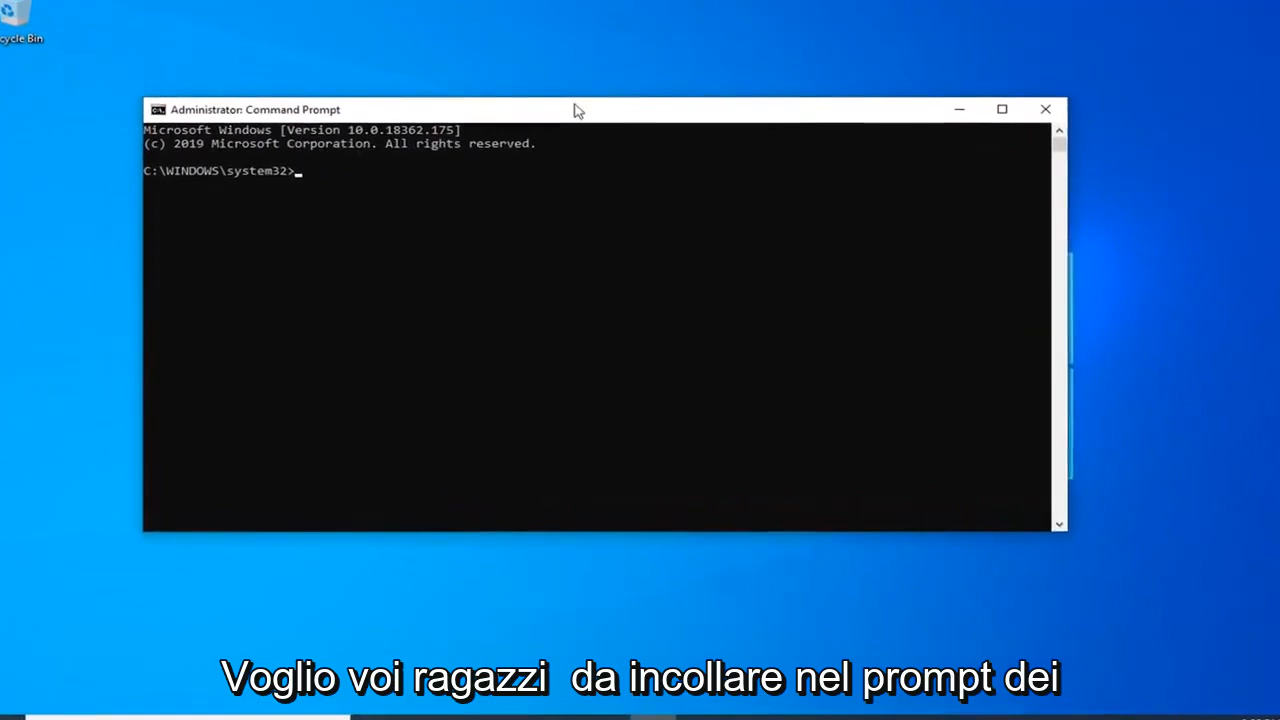 cycle Bin
Administrator: Command Prompt
Microsoft Windows [Version 10.0.18362.175]
(c) 2019 Microsoft Corporation. All rights reserved.
C:\WINDOWS\system32>
Voglio voi ragazzi da incollare nel prompt dei